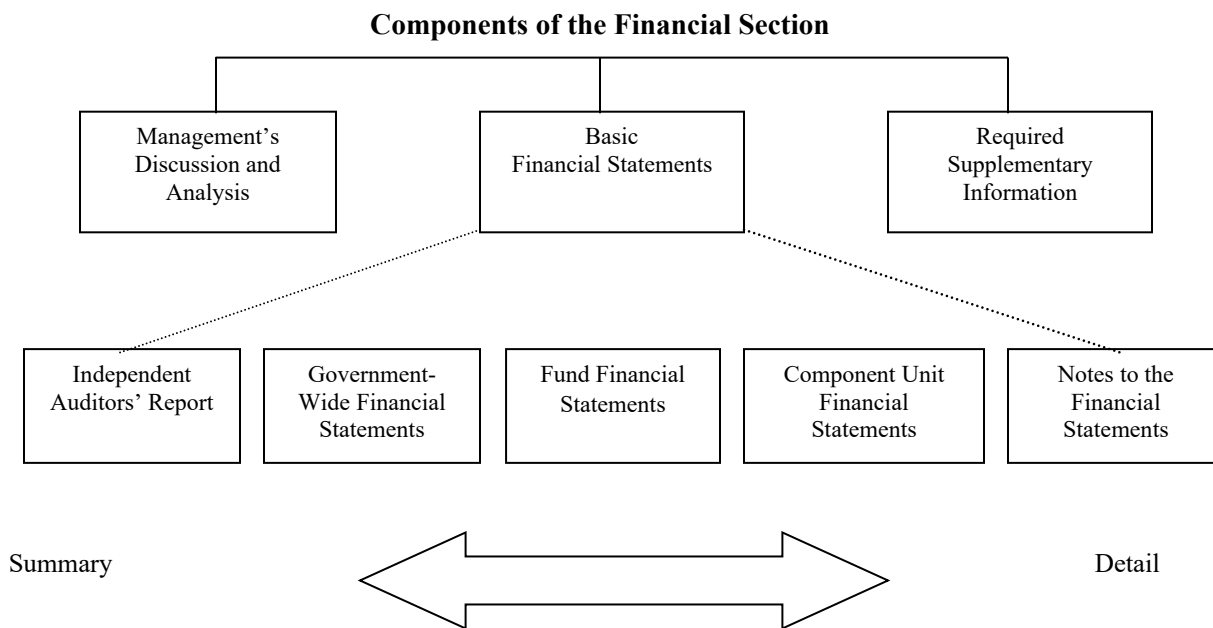 Components of the Financial Section
Management’s
Discussion and
Analysis
Basic
Financial Statements
Required
Supplementary
Information
Independent
Auditors’ Report
Government-
Wide Financial
Statements
Fund Financial
Statements
Component Unit
Financial
Statements
Notes to the
Financial
Statements
Summary
Detail